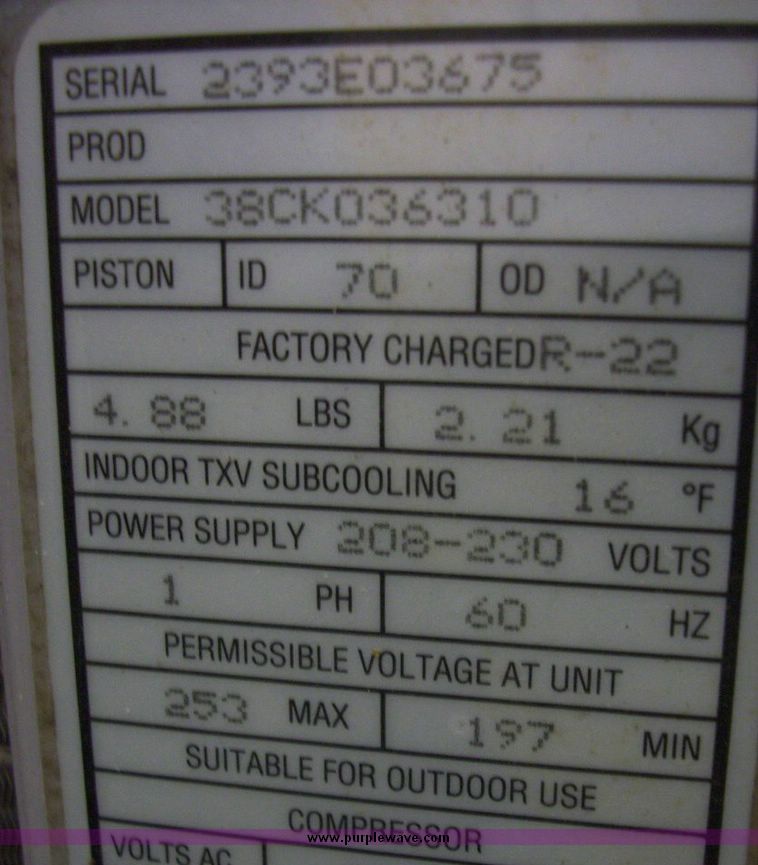 SERIAL 2393E03675
PROD
MODEL 38CK036310
PISTON ID 70 OD N/A
FACTORY CHARGED R-22
4.88 LBS 2.21 Kg
INDOOR TXV SUBCOOLING 16 °F
POWER SUPPLY 208-230 VOLTS
1 PH 60 HZ
PERMISSIBLE VOLTAGE AT UNIT
253 MAX 197 MIN
SUITABLE FOR OUTDOOR USE
COMPRESSOR
www.purplewave.com
VOLTS AC